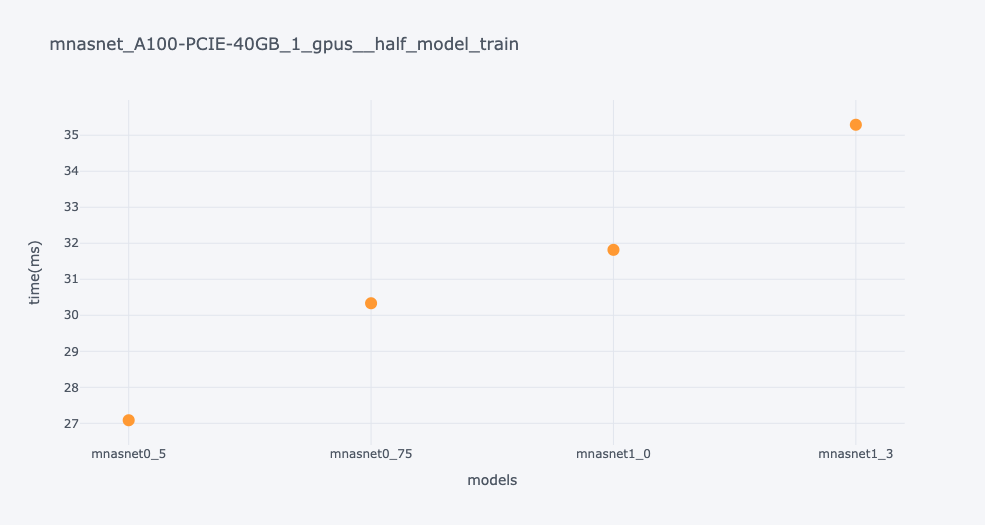 mnasnet_A100-PCIE-40GB_1_gpus__half_model_train
35
34
33
32
31
30
29
28
27
time(ms)
mnasnet0_5
mnasnet0_75
mnasnet1_0
mnasnet1_3
models